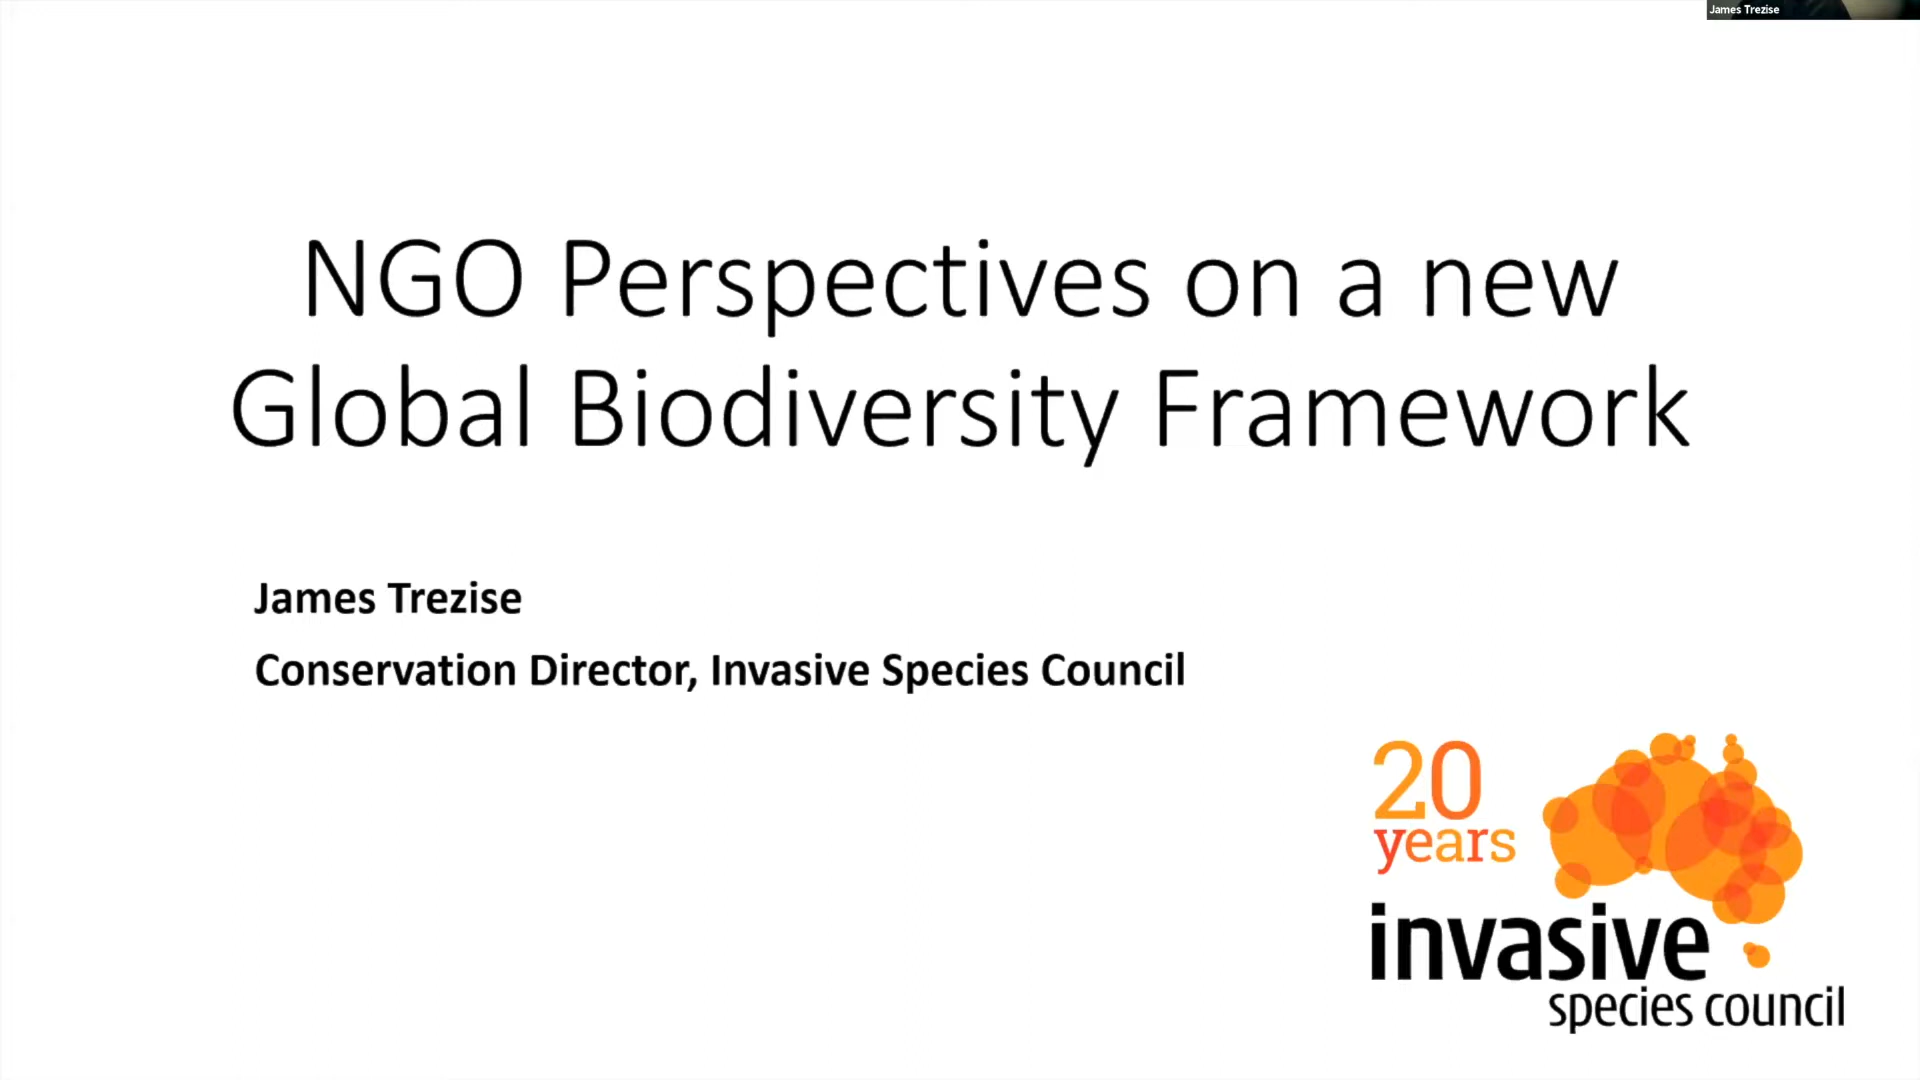 James Trezise
NGO Perspectives on a new
Global Biodiversity Framework
James Trezise
Conservation Director, Invasive Species Council
20
years
invasive
species council